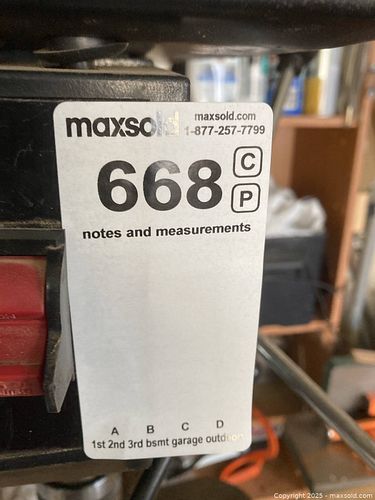 maxsold
maxsold.com
1-877-257-7799
668
C
P
notes and measurements
A B C D
1st 2nd 3rd bsmt garage outdoor
Copyright 2025 - maxsold.com